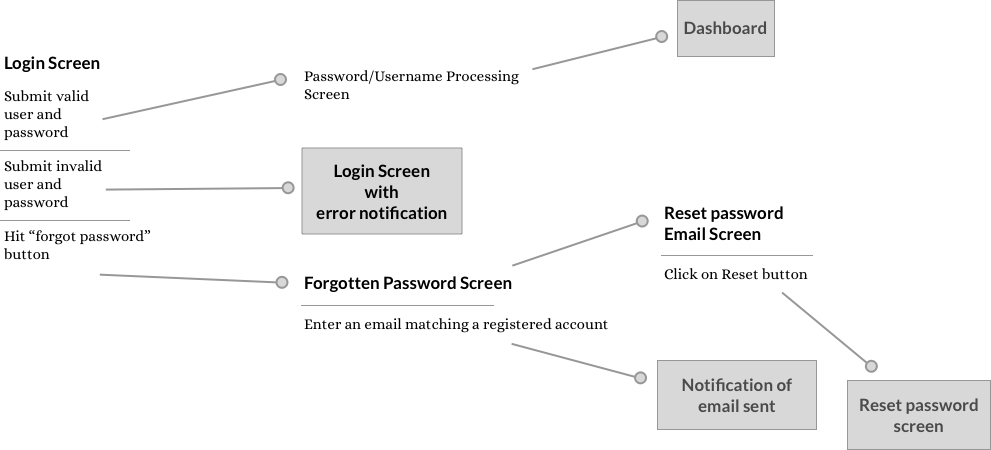 Login Screen
Submit valid
user and
password
Submit invalid
user and
password
Hit “forgot password”
button
Password/Username Processing
Screen
Dashboard
Login Screen
with
error notification
Forgotten Password Screen
Enter an email matching a registered account
Reset password
Email Screen
Click on Reset button
Notification of
email sent
Reset password
screen